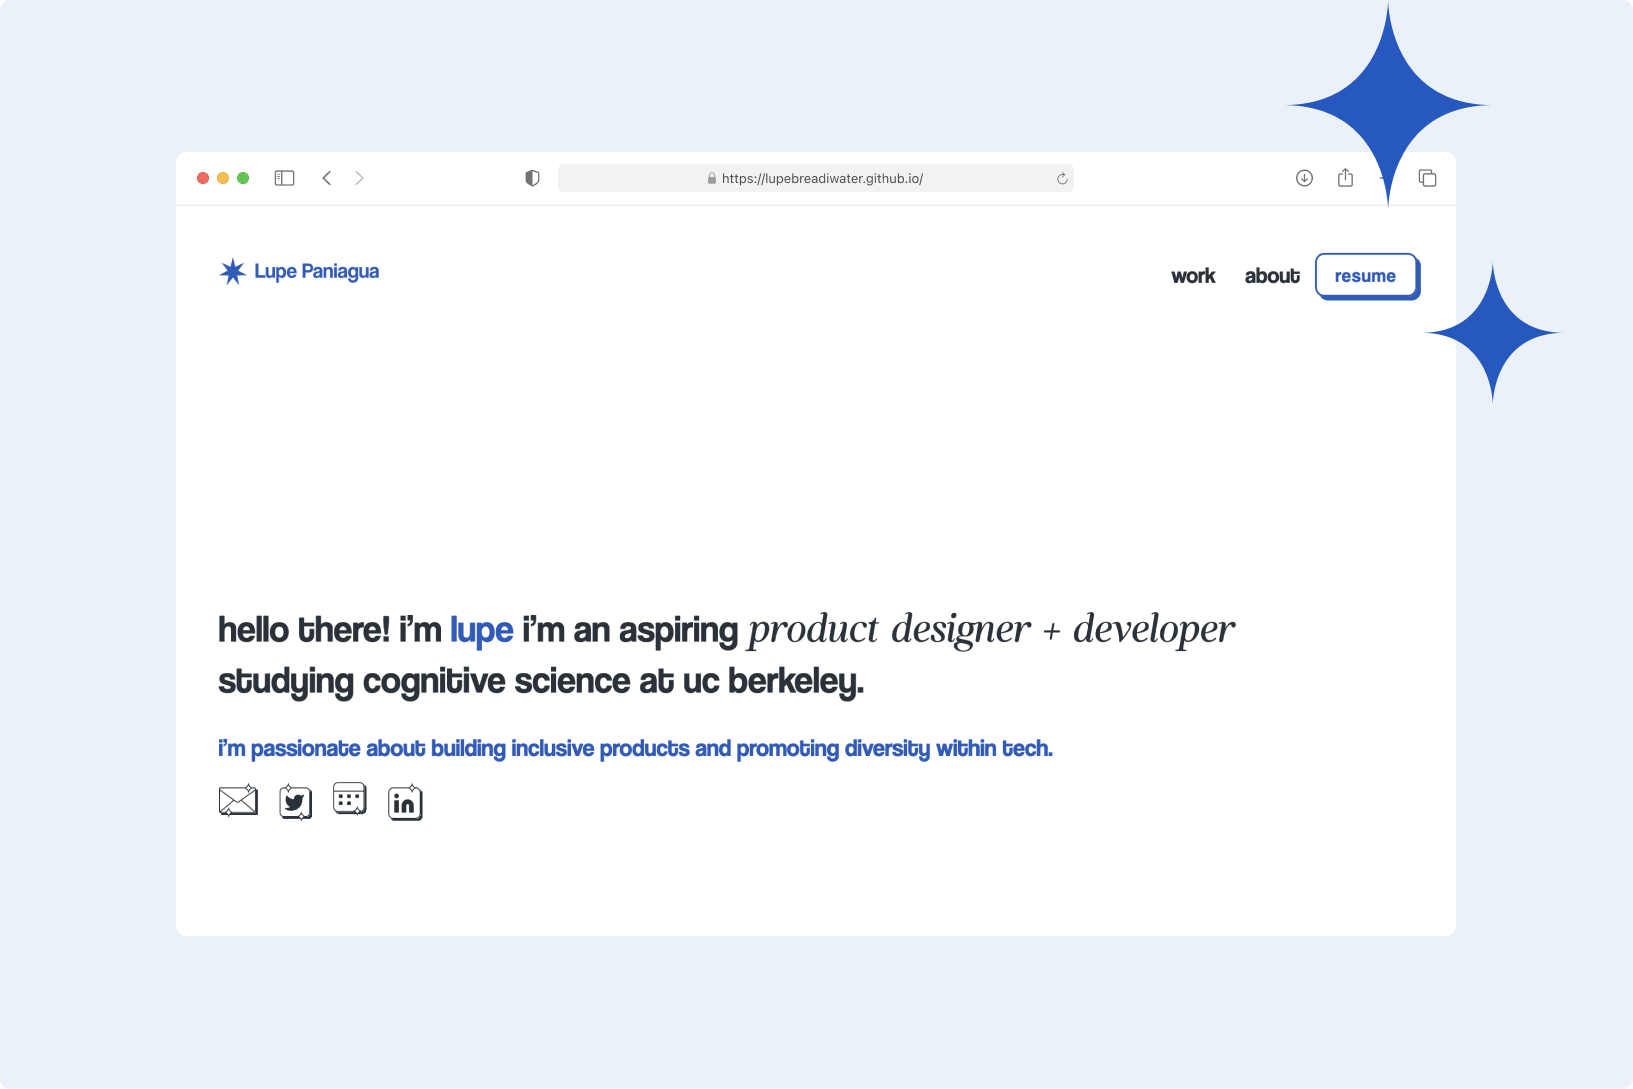 https://lupebreadiwater.github.io/
Lupe Paniagua
work about resume
hello there! i’m lupe i’m an aspiring product designer + developer
studying cognitive science at uc berkeley.
i’m passionate about building inclusive products and promoting diversity within tech.
in